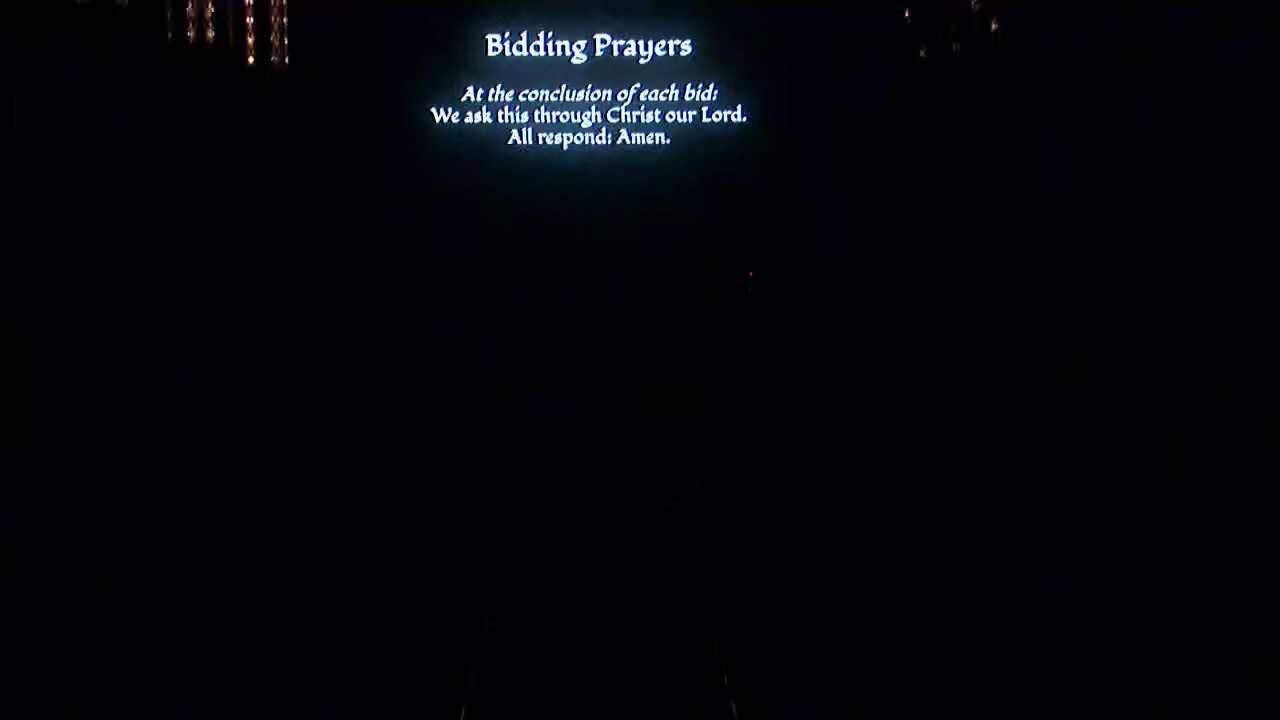 Bidding Prayers
At the conclusion of each bid:
We ask this through Christ our Lord.
All respond: Amen.